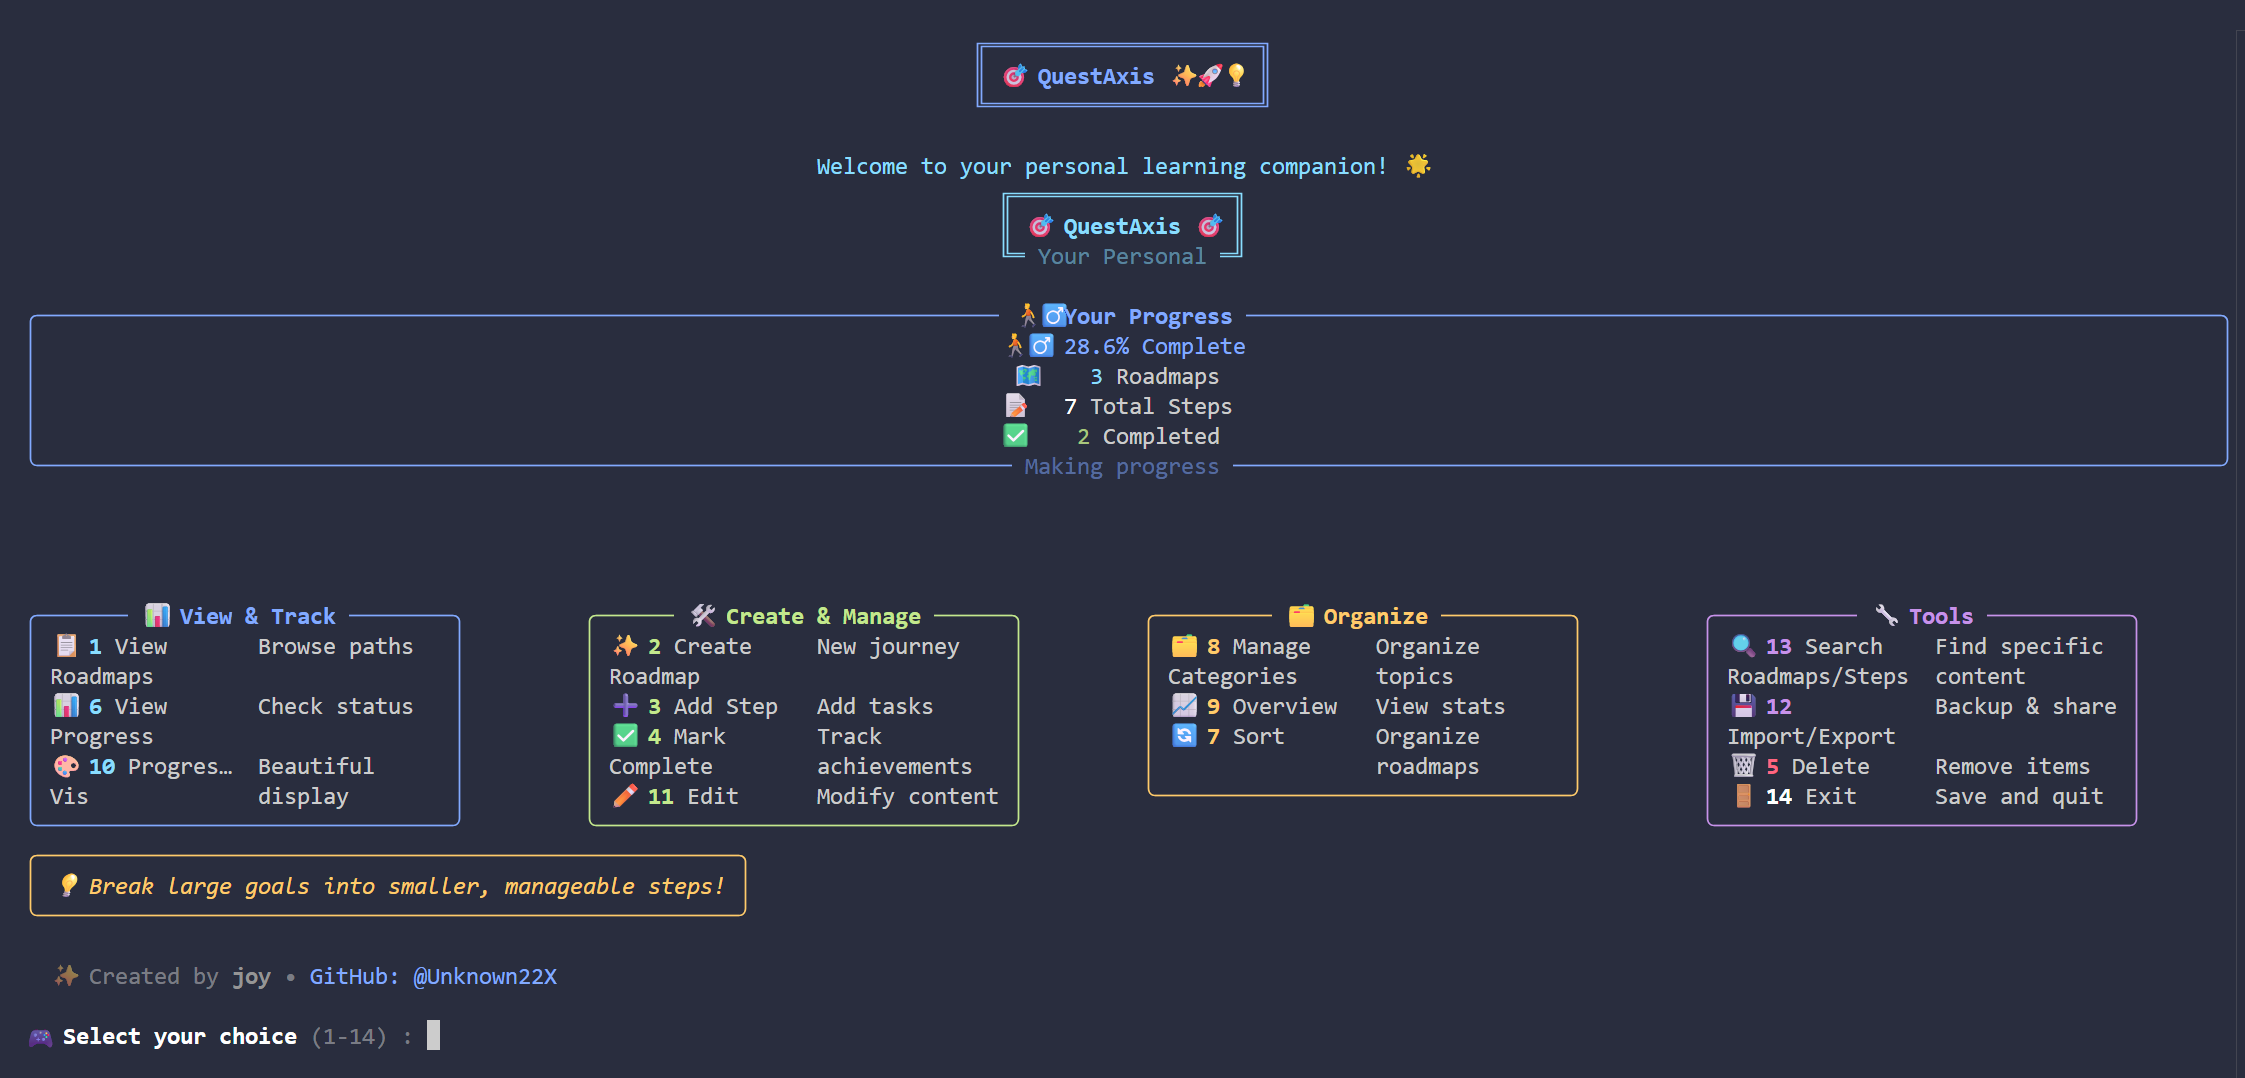 🎯 QuestAxis ✨🚀💡
Welcome to your personal learning companion! 🌟
🎯 QuestAxis 🎯
Your Personal
🚶♂️Your Progress
🚶♂️ 28.6% Complete
🗺️ 3 Roadmaps
📝 7 Total Steps
✅ 2 Completed
Making progress
📊 View & Track
📋 1 View Browse paths
Roadmaps
📊 6 View Check status
Progress
🎨 10 Progres… Beautiful
Vis display
🛠️ Create & Manage
✨ 2 Create New journey
Roadmap
➕ 3 Add Step Add tasks
✅ 4 Mark Track
Complete achievements
✏️ 11 Edit Modify content
🗂️ Organize
🗂️ 8 Manage Organize
Categories topics
📈 9 Overview View stats
🔄 7 Sort Organize
roadmaps
🔧 Tools
🔍 13 Search Find specific
Roadmaps/Steps content
💾 12 Backup & share
Import/Export
🗑️ 5 Delete Remove items
🚪 14 Exit Save and quit
💡 Break large goals into smaller, manageable steps!
✨ Created by joy • GitHub: @Unknown22X
🎮 Select your choice (1-14) :